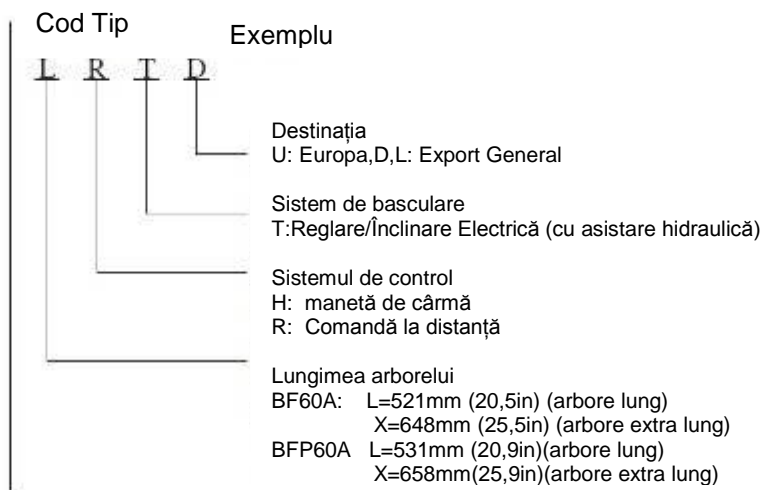 Cod Tip
Exemplu
L R T D
Destinația
U: Europa,D,L: Export General
Sistem de basculare
T:Reglare/Înclinare Electrică (cu asistare hidraulică)
Sistemul de control
H: manetă de cârmă
R: Comandă la distanță
Lungimea arborelui
BF60A: L=521mm (20,5in) (arbore lung)
X=648mm (25,5in) (arbore extra lung)
BFP60A L=531mm (20,9in)(arbore lung)
X=658mm(25,9in)(arbore extra lung)